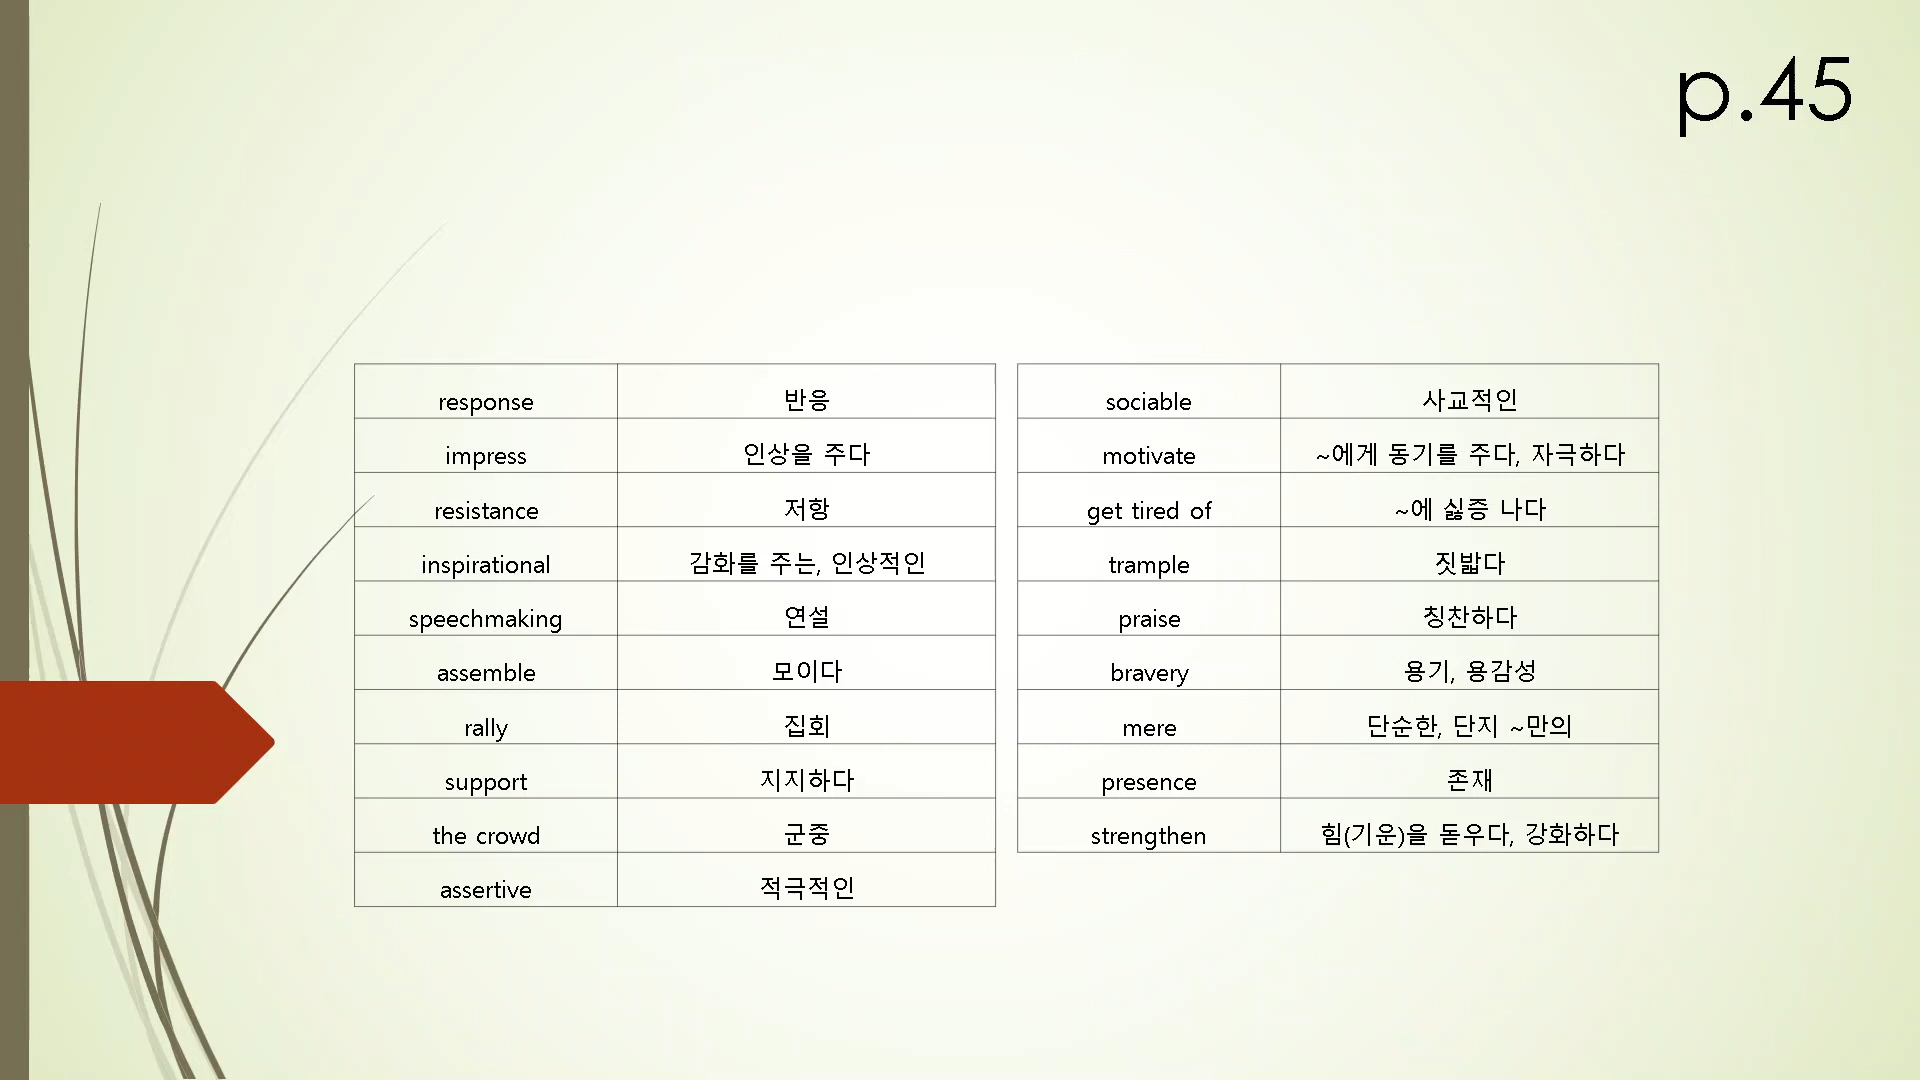 p.45
response 반응
impress 인상을 주다
resistance 저항
inspirational 감화를 주는, 인상적인
speechmaking 연설
assemble 모이다
rally 집회
support 지지하다
the crowd 군중
assertive 적극적인
sociable 사교적인
motivate ~에게 동기를 주다, 자극하다
get tired of ~에 싫증 나다
trample 짓밟다
praise 칭찬하다
bravery 용기, 용감성
mere 단순한, 단지 ~만의
presence 존재
strengthen 힘(기운)을 돋우다, 강화하다